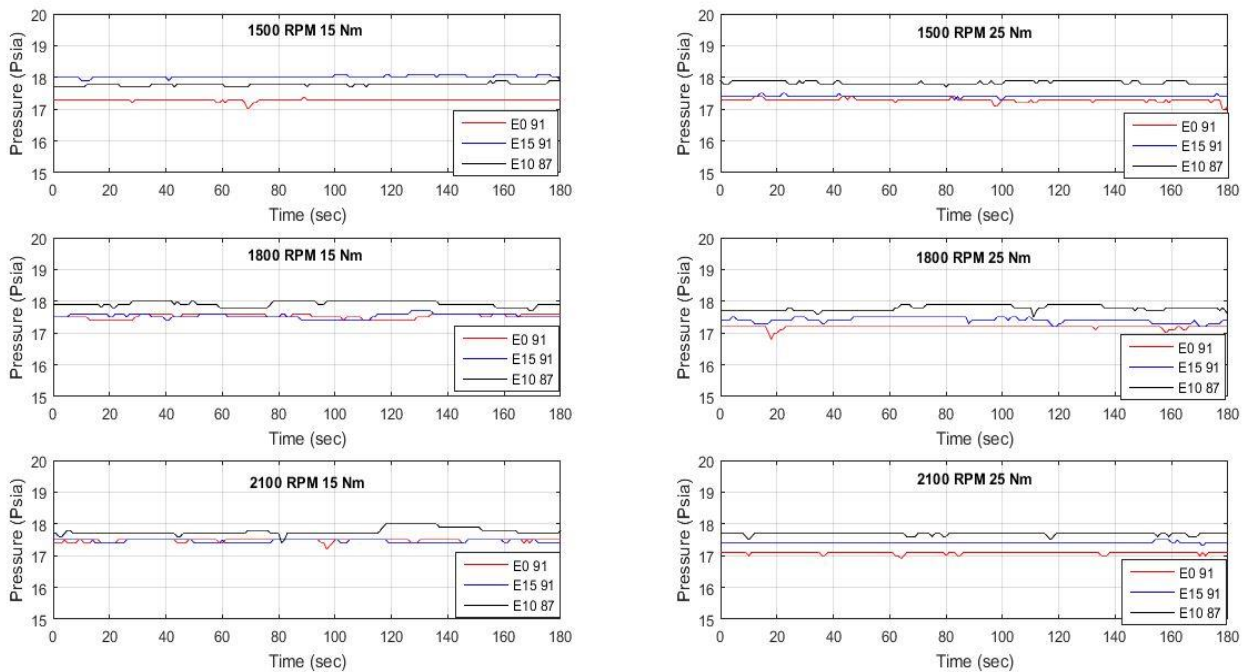 1500 RPM 15 Nm
Pressure (Psia)
20
19
18
17
16
15
0 20 40 60 80 100 120 140 160 180
Time (sec)
E0 91
E15 91
E10 87
1500 RPM 25 Nm
Pressure (Psia)
20
19
18
17
16
15
0 20 40 60 80 100 120 140 160 180
Time (sec)
E0 91
E15 91
E10 87
1800 RPM 15 Nm
Pressure (Psia)
20
19
18
17
16
15
0 20 40 60 80 100 120 140 160 180
Time (sec)
E0 91
E15 91
E10 87
1800 RPM 25 Nm
Pressure (Psia)
20
19
18
17
16
15
0 20 40 60 80 100 120 140 160 180
Time (sec)
E0 91
E15 91
E10 87
2100 RPM 15 Nm
Pressure (Psia)
20
19
18
17
16
15
0 20 40 60 80 100 120 140 160 180
Time (sec)
E0 91
E15 91
E10 87
2100 RPM 25 Nm
Pressure (Psia)
20
19
18
17
16
15
0 20 40 60 80 100 120 140 160 180
Time (sec)
E0 91
E15 91
E10 87